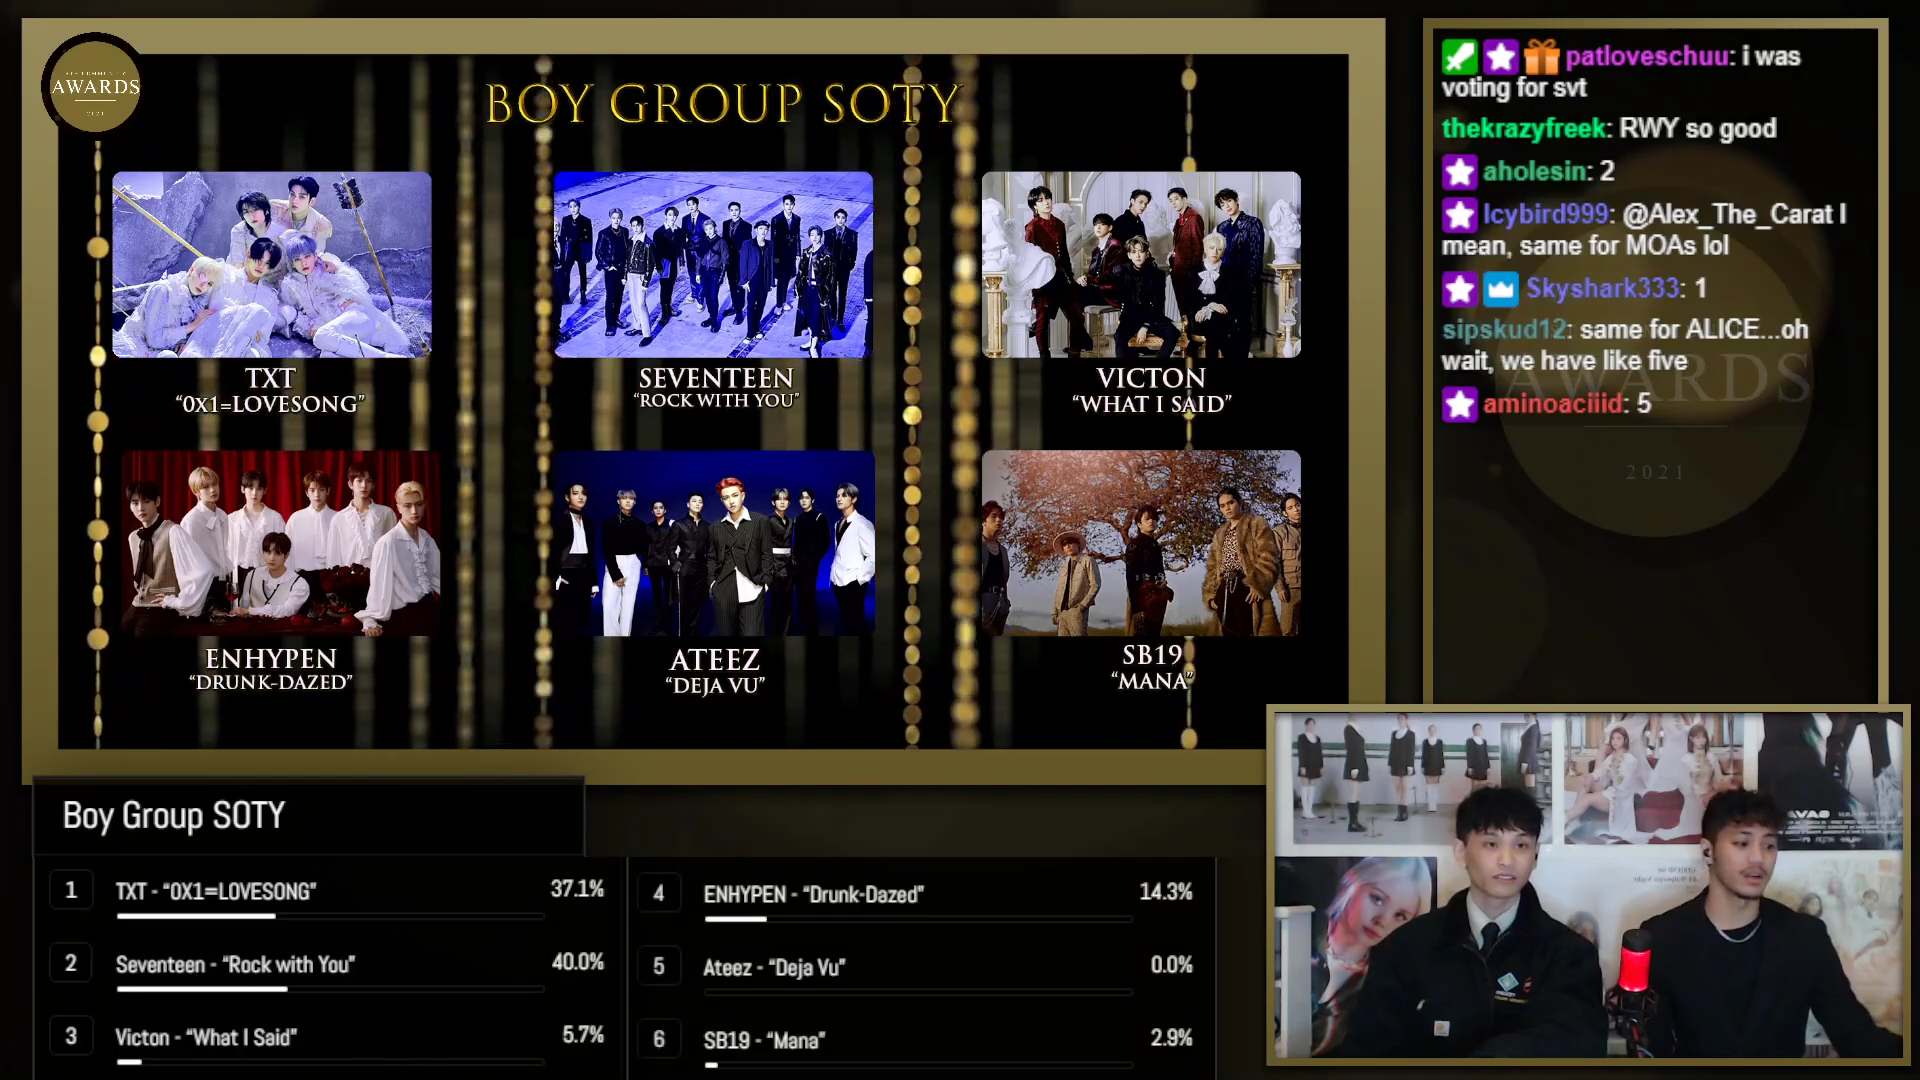 AWARDS
2021
BOY GROUP SOTY
TXT
“0X1=LOVESONG”
SEVENTEEN
“ROCK WITH YOU”
VICTON
“WHAT I SAID”
ENHYPEN
“DRUNK-DAZED”
ATEEZ
“DEJA VU”
SB19
“MANA”
patloveschuu: i was
voting for svt
thekrazyfreek: RWY so good
aholesin: 2
Icybird999: @Alex_The_Carat I
mean, same for MOAs lol
Skyshark333: 1
sipskud12: same for ALICE...oh
wait, we have like five
aminoaciiid: 5
AWARDS
2021
Boy Group SOTY
1 TXT - “0X1=LOVESONG” 37.1%
2 Seventeen - “Rock with You” 40.0%
3 Victon - “What I Said” 5.7%
4 ENHYPEN - “Drunk-Dazed” 14.3%
5 Ateez - “Deja Vu” 0.0%
6 SB19 - “Mana” 2.9%